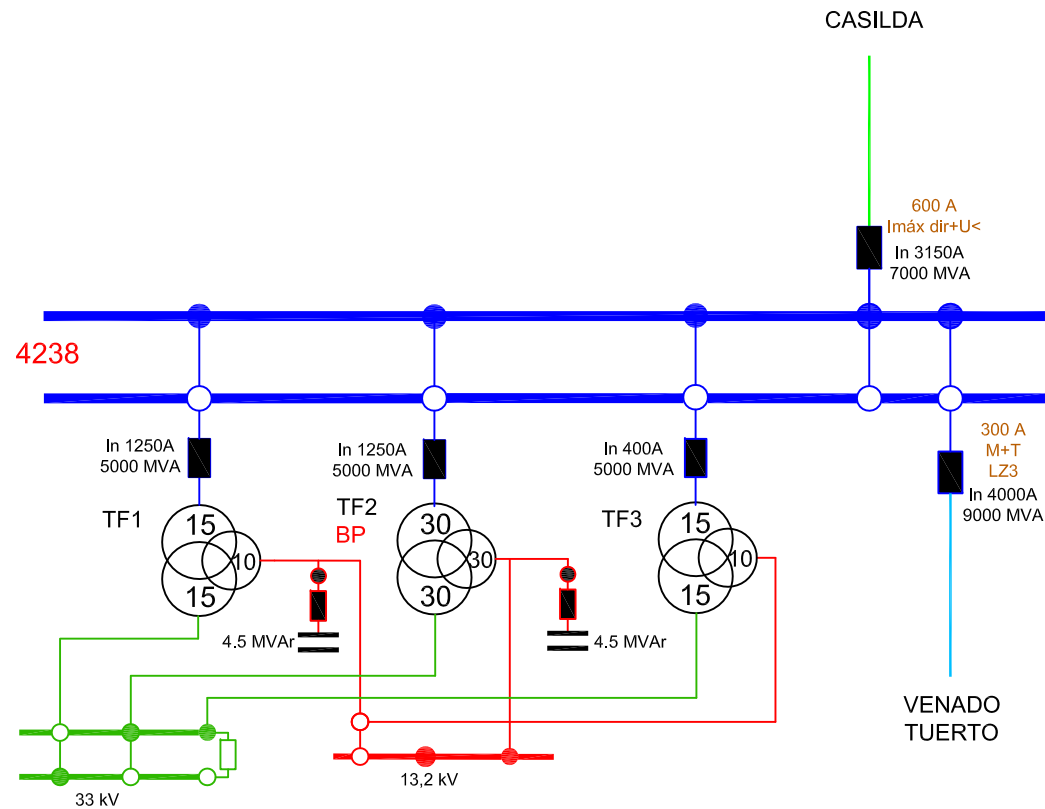 CASILDA
600 A
Imáx dir+U<
In 3150A
7000 MVA
4238
In 1250A
5000 MVA
In 1250A
5000 MVA
In 400A
5000 MVA
300 A
M+T
LZ3
In 4000A
9000 MVA
TF1
15
10
15
TF2
BP
30
30
30
TF3
15
10
15
4.5 MVAr
4.5 MVAr
VENADO
TUERTO
33 kV
13,2 kV